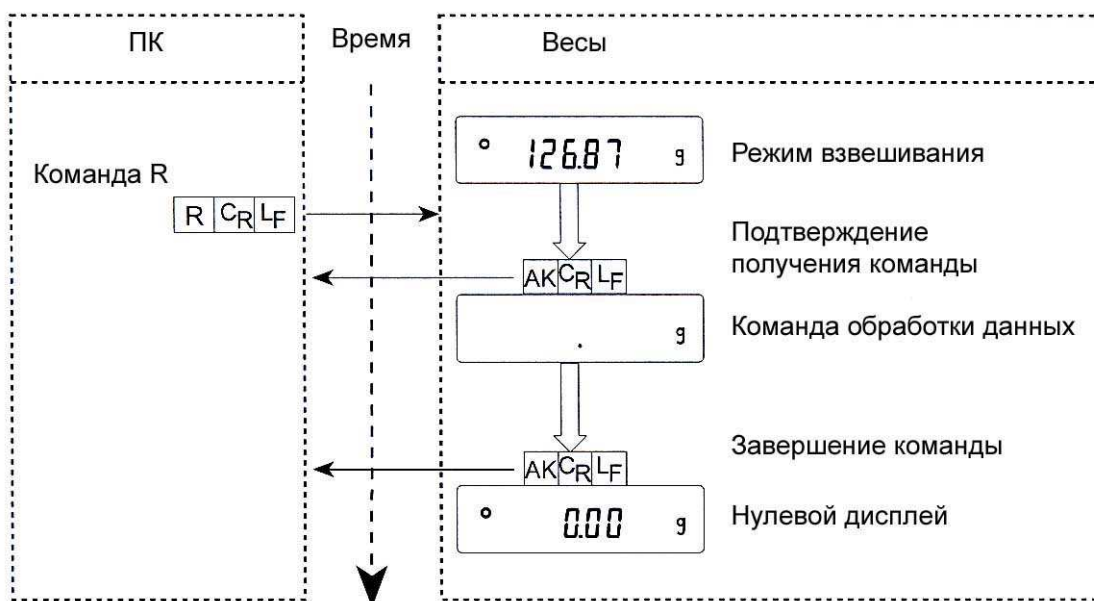 ПК
Время
Весы
126.87 g
Режим взвешивания
Команда R
R CR LF
Подтверждение
получения команды
AK CR LF
. g
Команда обработки данных
Завершение команды
AK CR LF
0.00 g
Нулевой дисплей